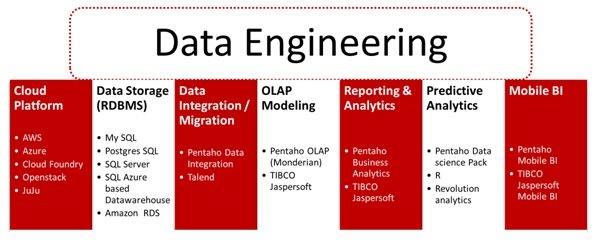 Data Engineering
Cloud
Platform
• AWS
• Azure
• Cloud Foundry
• Openstack
• JuJu
Data Storage
(RDBMS)
• My SQL
• Postgres SQL
• SQL Server
• SQL Azure
based
Datawarehouse
• Amazon RDS
Data
Integration /
Migration
• Pentaho Data
Integration
• Talend
OLAP
Modeling
• Pentaho OLAP
(Monderian)
• TIBCO
Jaspersoft
Reporting &
Analytics
• Pentaho
Business
Analytics
• TIBCO
Jaspersoft
Predictive
Analytics
• Pentaho Data
science Pack
• R
• Revolution
analytics
Mobile BI
• Pentaho
Mobile BI
• TIBCO
Jaspersoft
Mobile BI